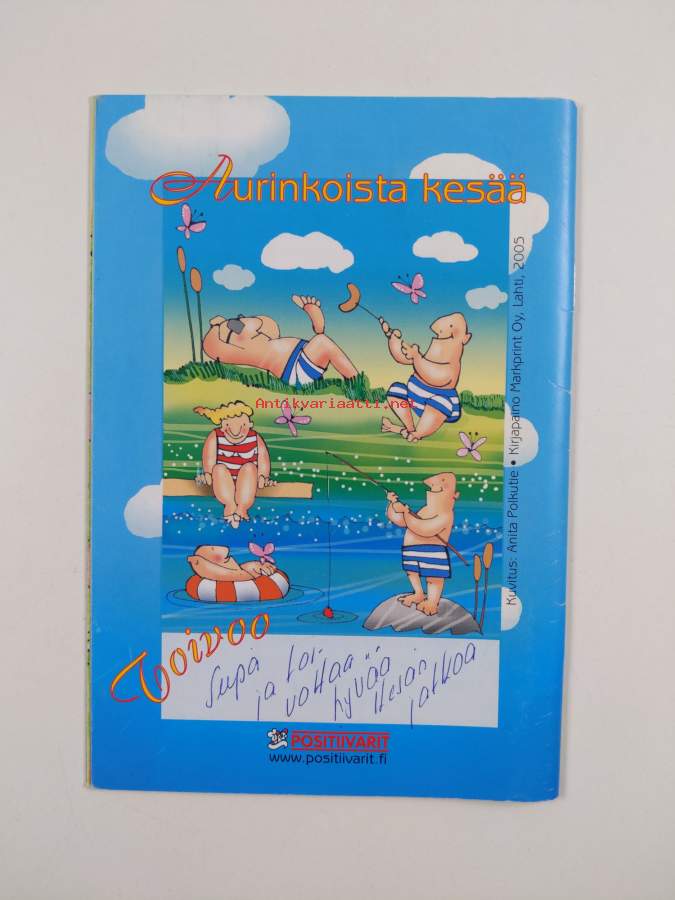 Aurinkoista kesää
Antikvariaatti.net
Kuvitus: Anita Polkutie • Kirjapaino Markprint Oy, Lahti, 2005
Toivoo
ja toi-
vottaa
hyvää
kesän
jatkoa
POSITIIVARIT
www.positiivarit.fi